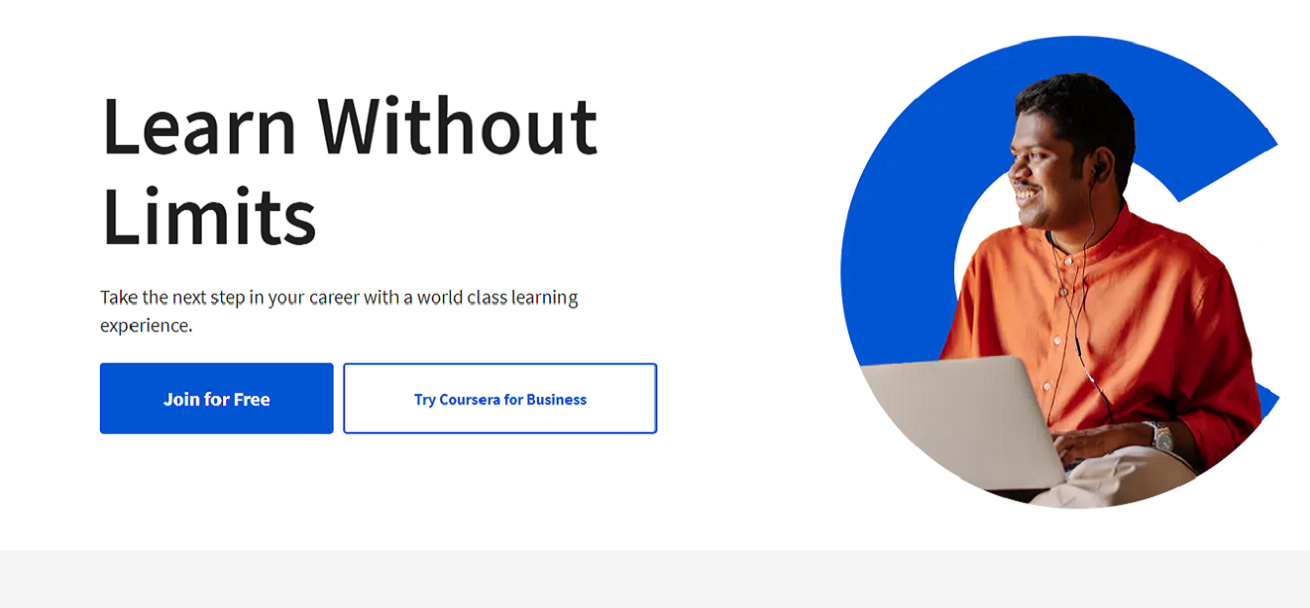 Learn Without
Limits
Take the next step in your career with a world class learning
experience.
Join for Free
Try Coursera for Business